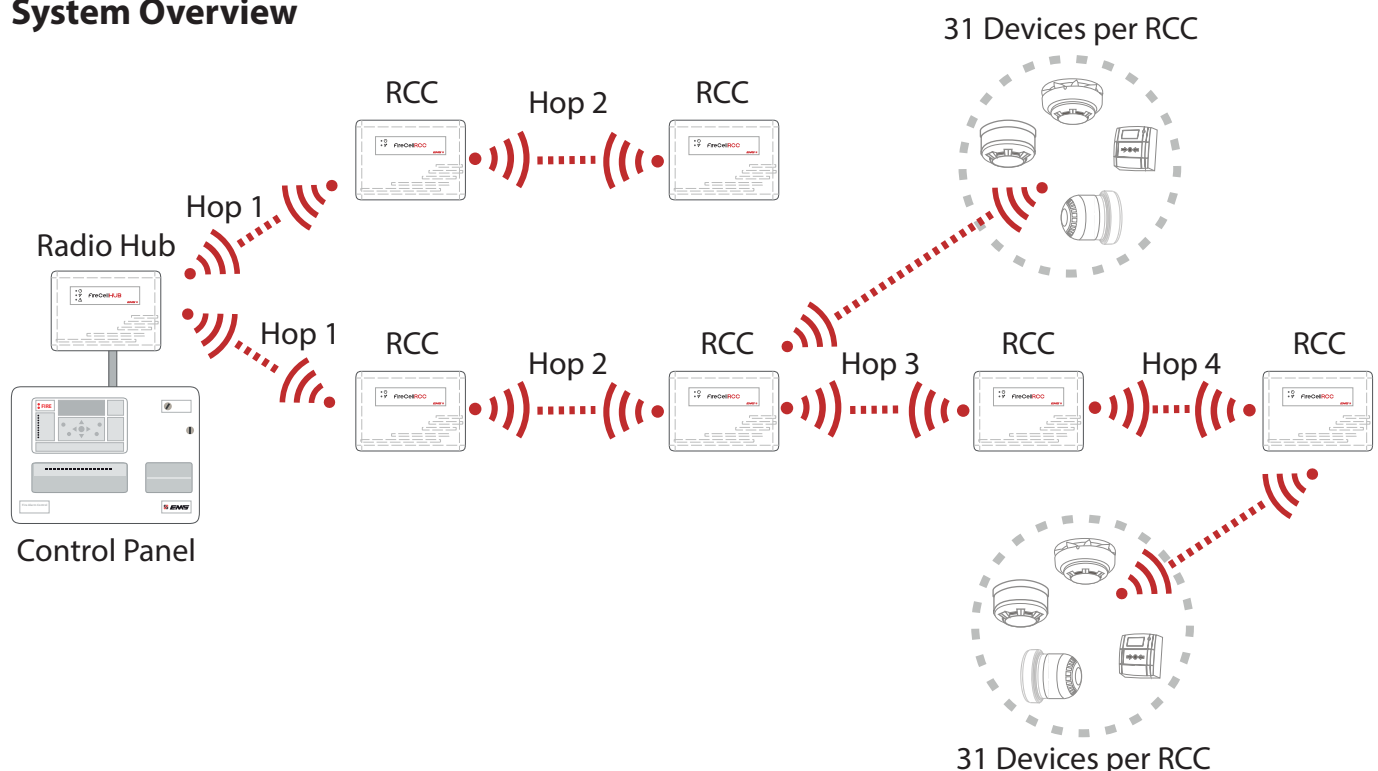 System Overview
31 Devices per RCC
RCC
Hop 2
RCC
FireCellRCC
FireCellRCC
Hop 1
Radio Hub
FireCellHUB
Hop 1
RCC
Hop 2
RCC
Hop 3
RCC
Hop 4
RCC
FireCellRCC
FireCellRCC
FireCellRCC
FireCellRCC
FIRE
EMS
Control Panel
31 Devices per RCC